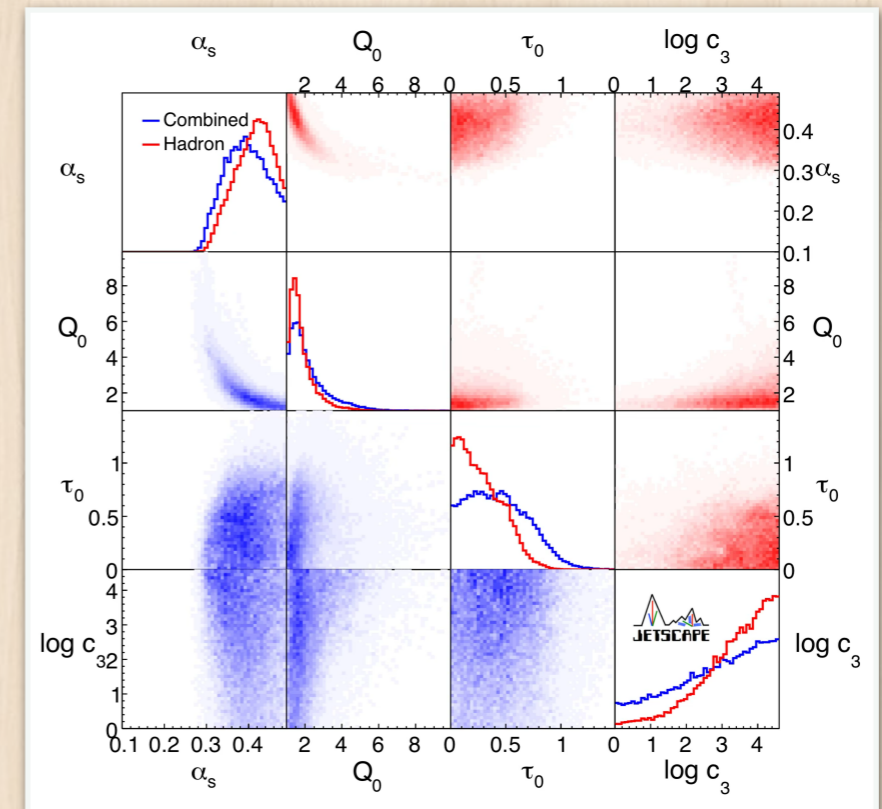 αs Q0 τ0 log c3
2 4 6 8 0 0.5 1 0 1 2 3 4
Combined
Hadron
αs 0.4 0.3 αs 0.2 0.1
8 6 4 2 Q0 8 6 4 2 Q0
1 0.5 0 τ0 1 0.5 0 τ0
4 3 2 1 0 log c3 JETSCAPE log c3
0.1 0.2 0.3 0.4 2 4 6 8 0 0.5 1 0 1 2 3 4
αs Q0 τ0 log c3